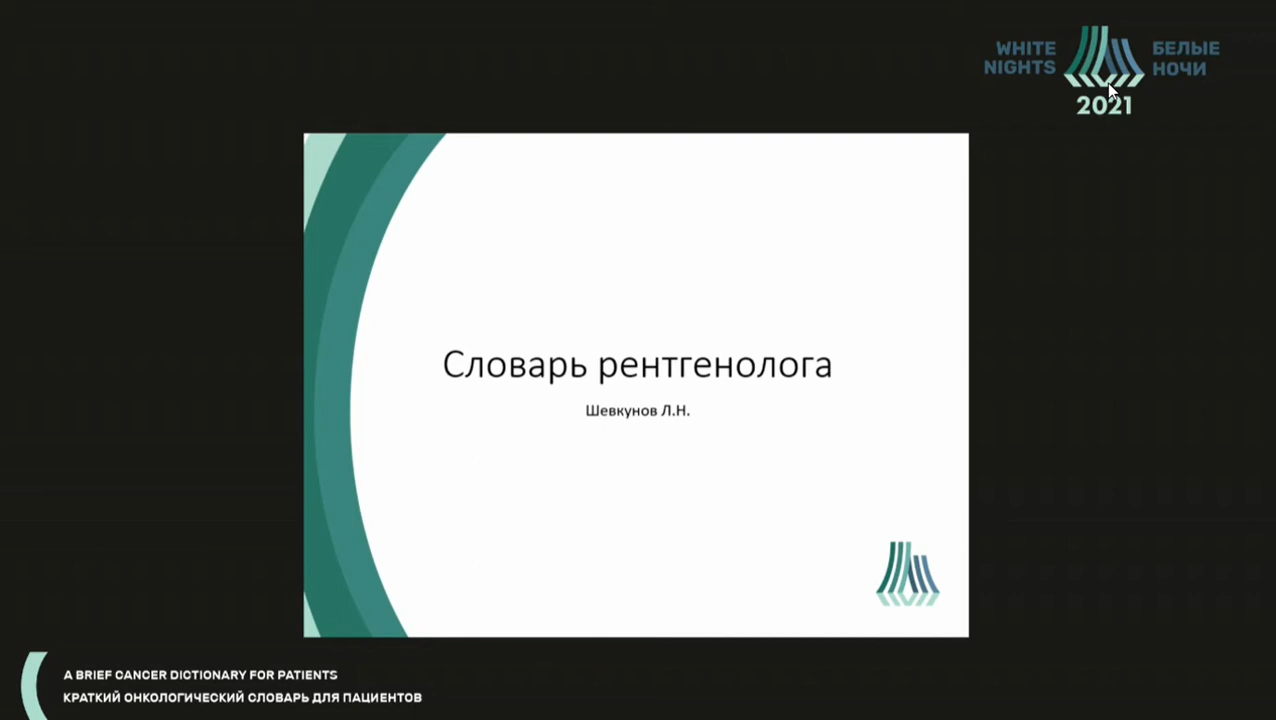 WHITE
NIGHTS
БЕЛЫЕ
НОЧИ
2021
Словарь рентгенолога
Шевкунов Л.Н.
A BRIEF CANCER DICTIONARY FOR PATIENTS
КРАТКИЙ ОНКОЛОГИЧЕСКИЙ СЛОВАРЬ ДЛЯ ПАЦИЕНТОВ